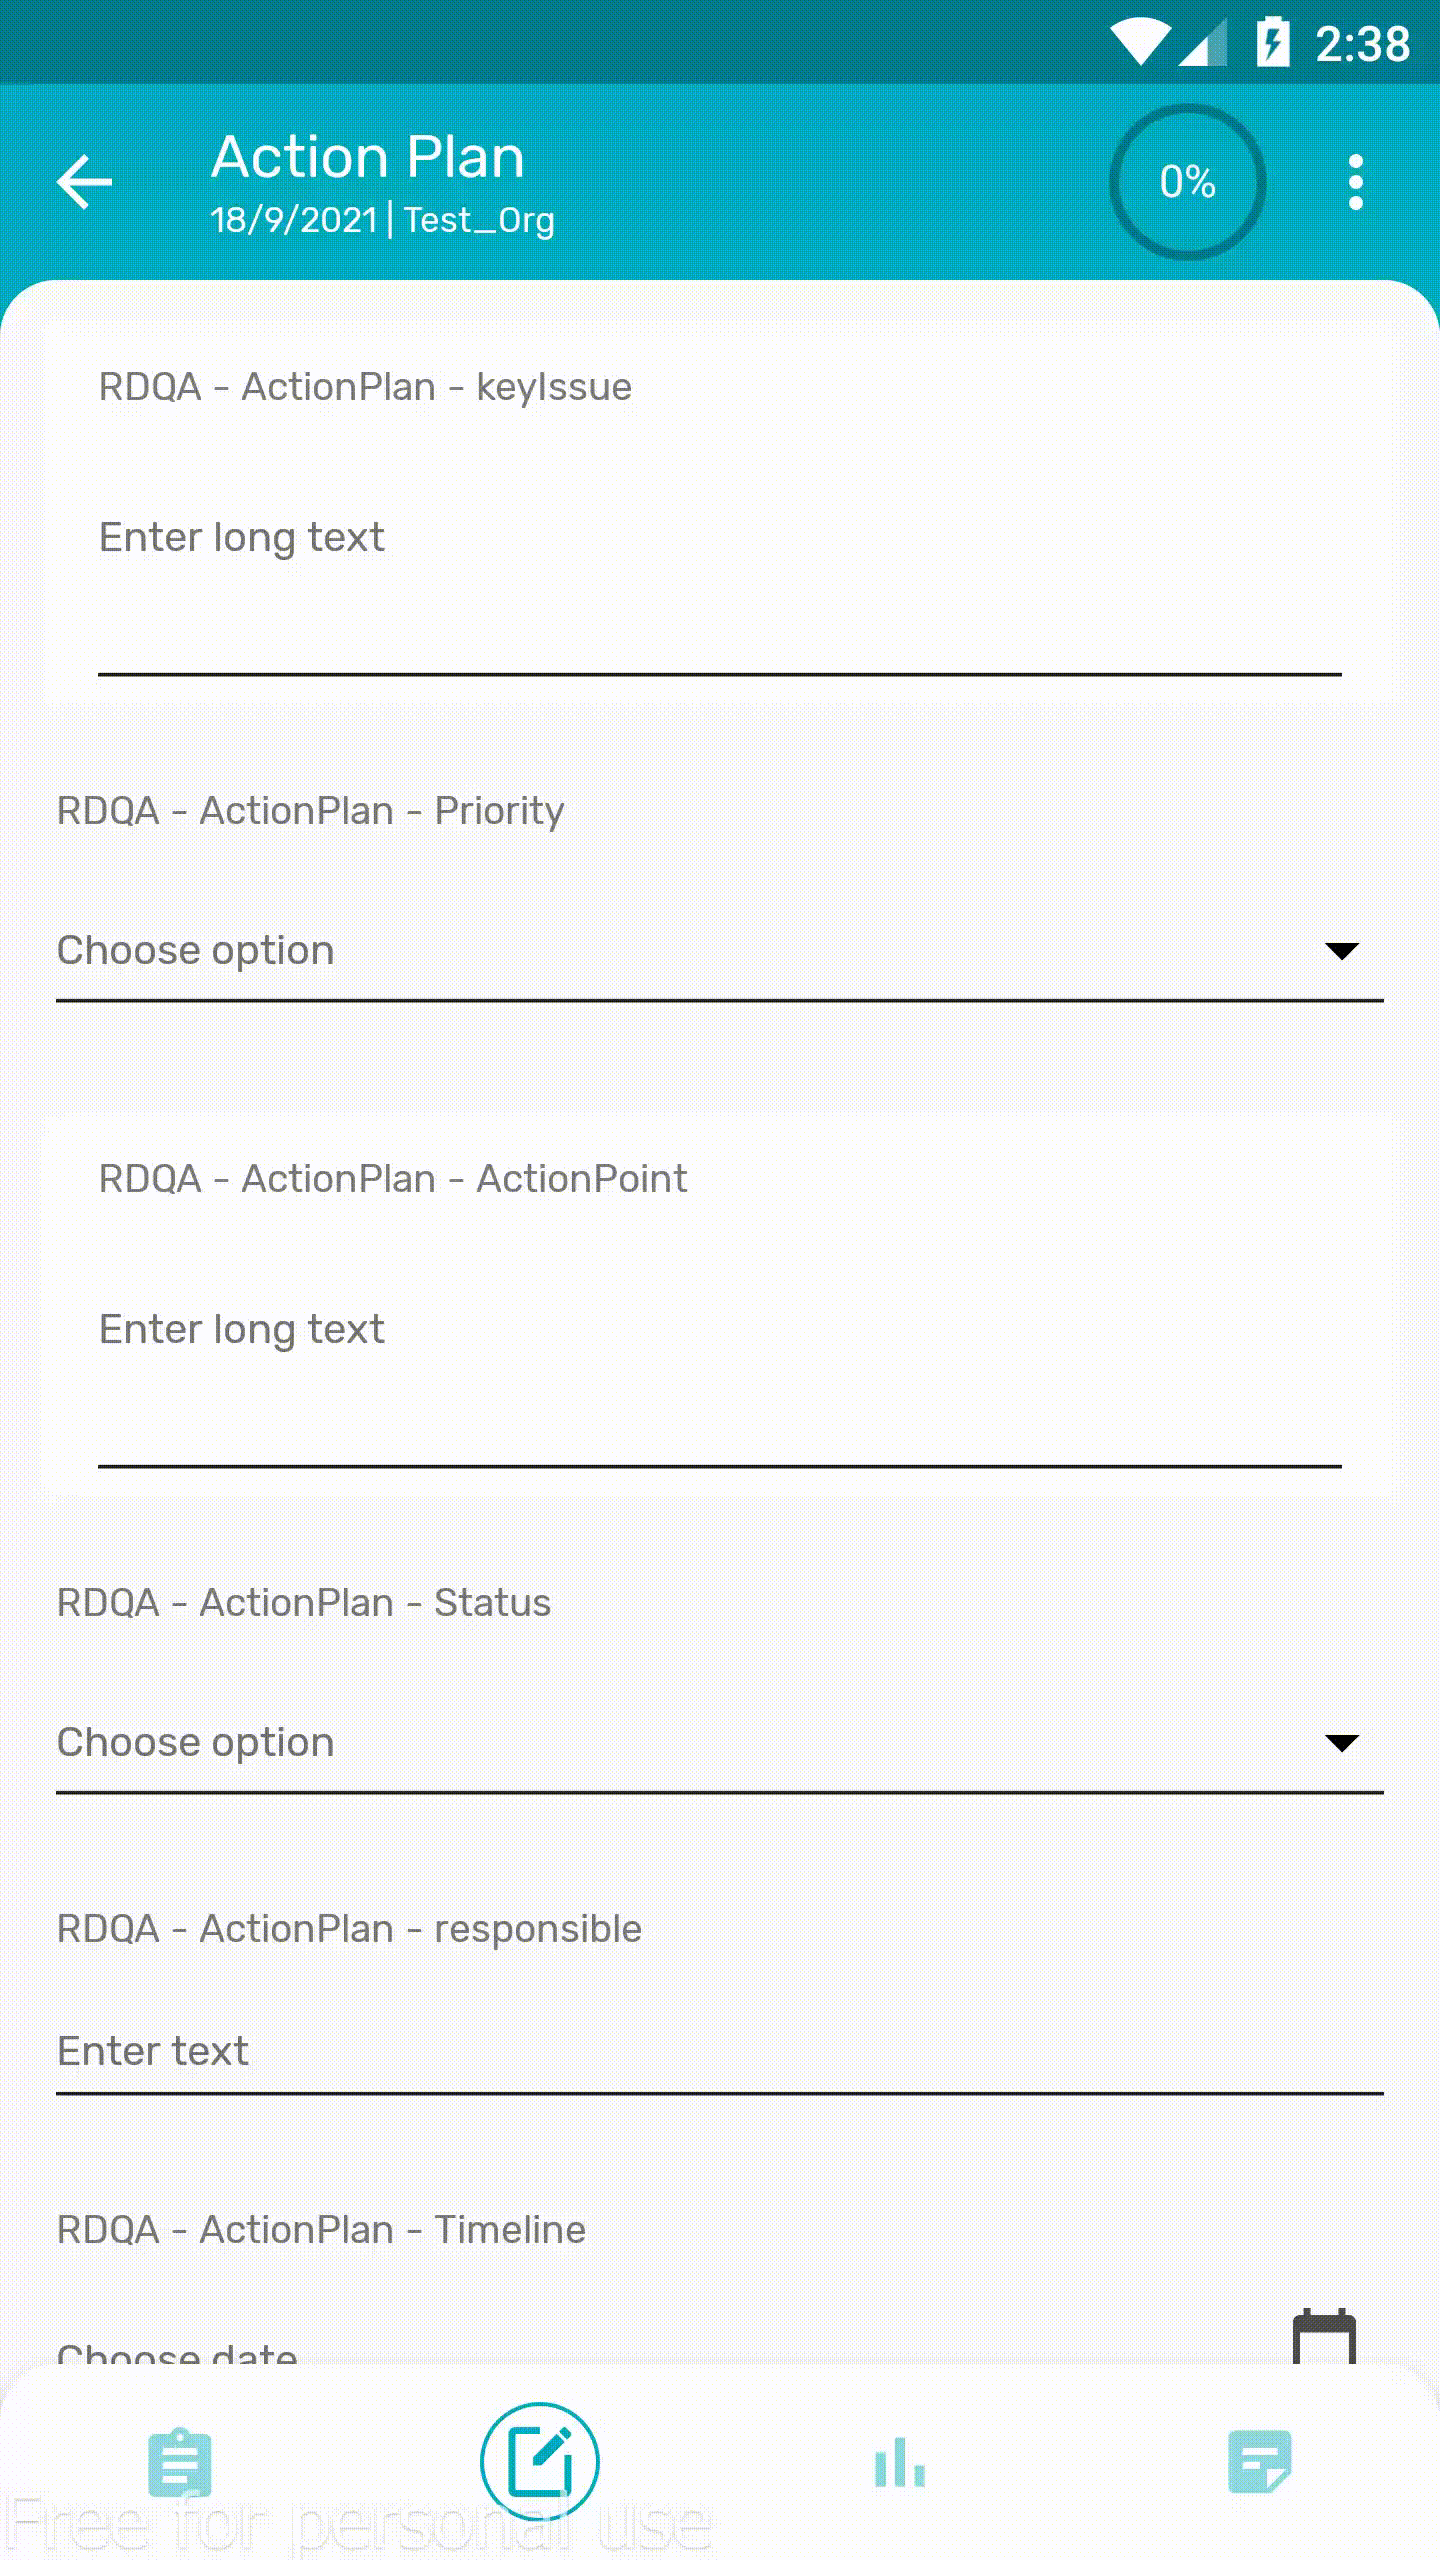 2:38
Action Plan
18/9/2021 | Test_Org
0%
RDQA - ActionPlan - keyIssue
Enter long text
RDQA - ActionPlan - Priority
Choose option
RDQA - ActionPlan - ActionPoint
Enter long text
RDQA - ActionPlan - Status
Choose option
RDQA - ActionPlan - responsible
Enter text
RDQA - ActionPlan - Timeline
Choose date
Free for personal use